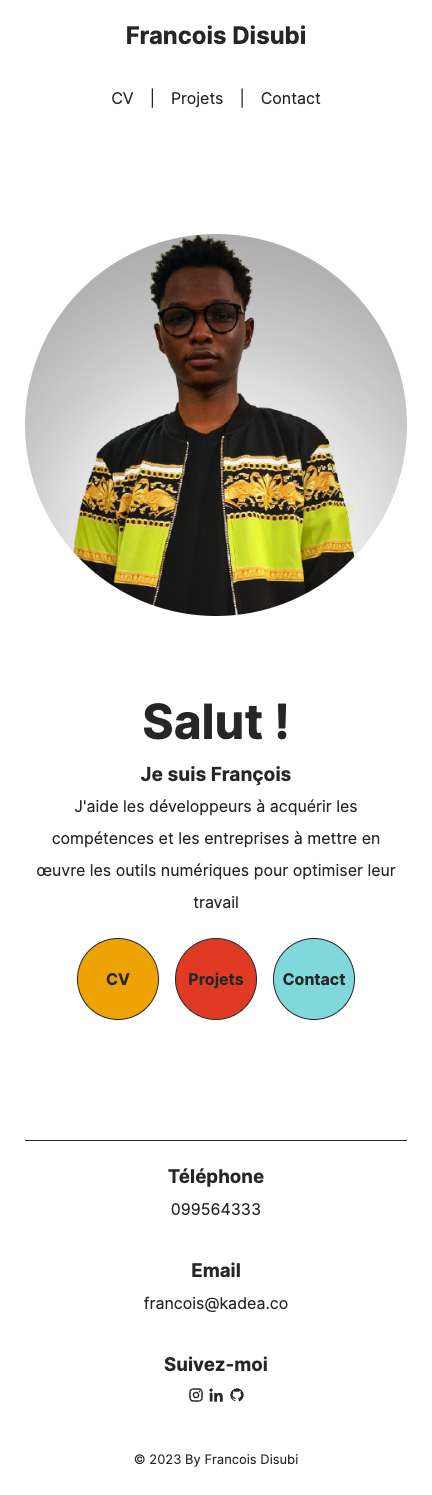 Francois Disubi
CV | Projets | Contact
Salut !
Je suis François
J'aide les développeurs à acquérir les
compétences et les entreprises à mettre en
œuvre les outils numériques pour optimiser leur
travail
CV Projets Contact
Téléphone
099564333
Email
francois@kadea.co
Suivez-moi
© 2023 By Francois Disubi